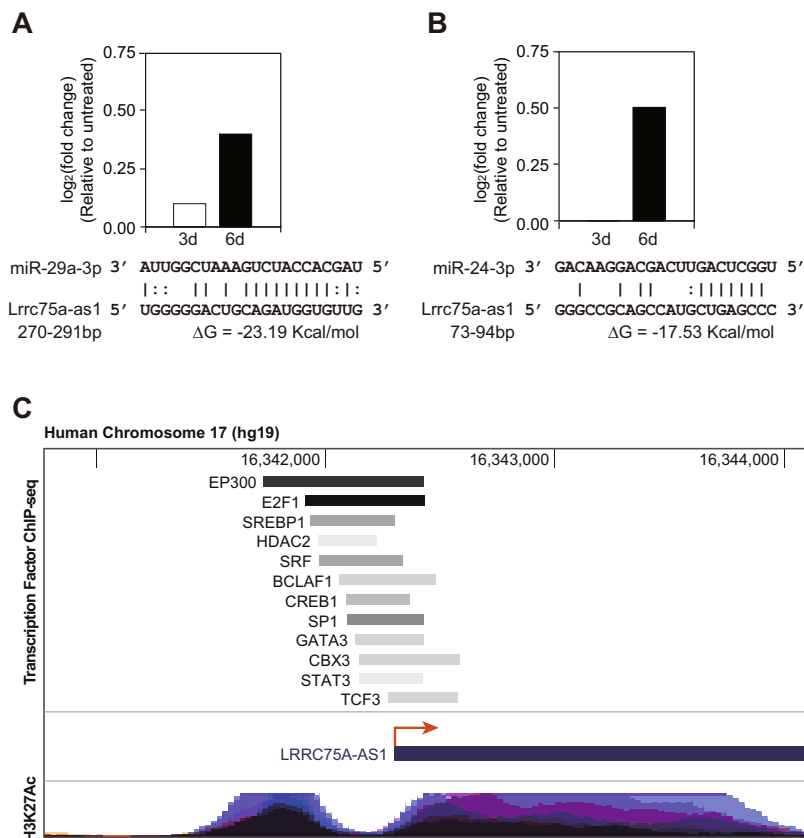 A
0.75
0.50
0.25
0.00
log2(fold change)
(Relative to untreated)
3d 6d
miR-29a-3p 3′ AUUGGCUAAAGUCUACCACGAU 5′
|:: || | |||||||||:|:
Lrrc75a-as1 5′ UGGGGGACUGCAGAUGGUGUUG 3′
270-291bp ΔG = -23.19 Kcal/mol
B
0.75
0.50
0.25
0.00
log2(fold change)
(Relative to untreated)
3d 6d
miR-24-3p 3′ GACAAGGACGACUUGACUCGGU 5′
| || :||||||
Lrrc75a-as1 5′ GGGCCGCAGCCAUGCUGAGCCC 3′
73-94bp ΔG = -17.53 Kcal/mol
C
Human Chromosome 17 (hg19)
16,342,000 16,343,000 16,344,000
Transcription Factor ChIP-seq
EP300
E2F1
SREBP1
HDAC2
SRF
BCLAF1
CREB1
SP1
GATA3
CBX3
STAT3
TCF3
LRRC75A-AS1
H3K27Ac